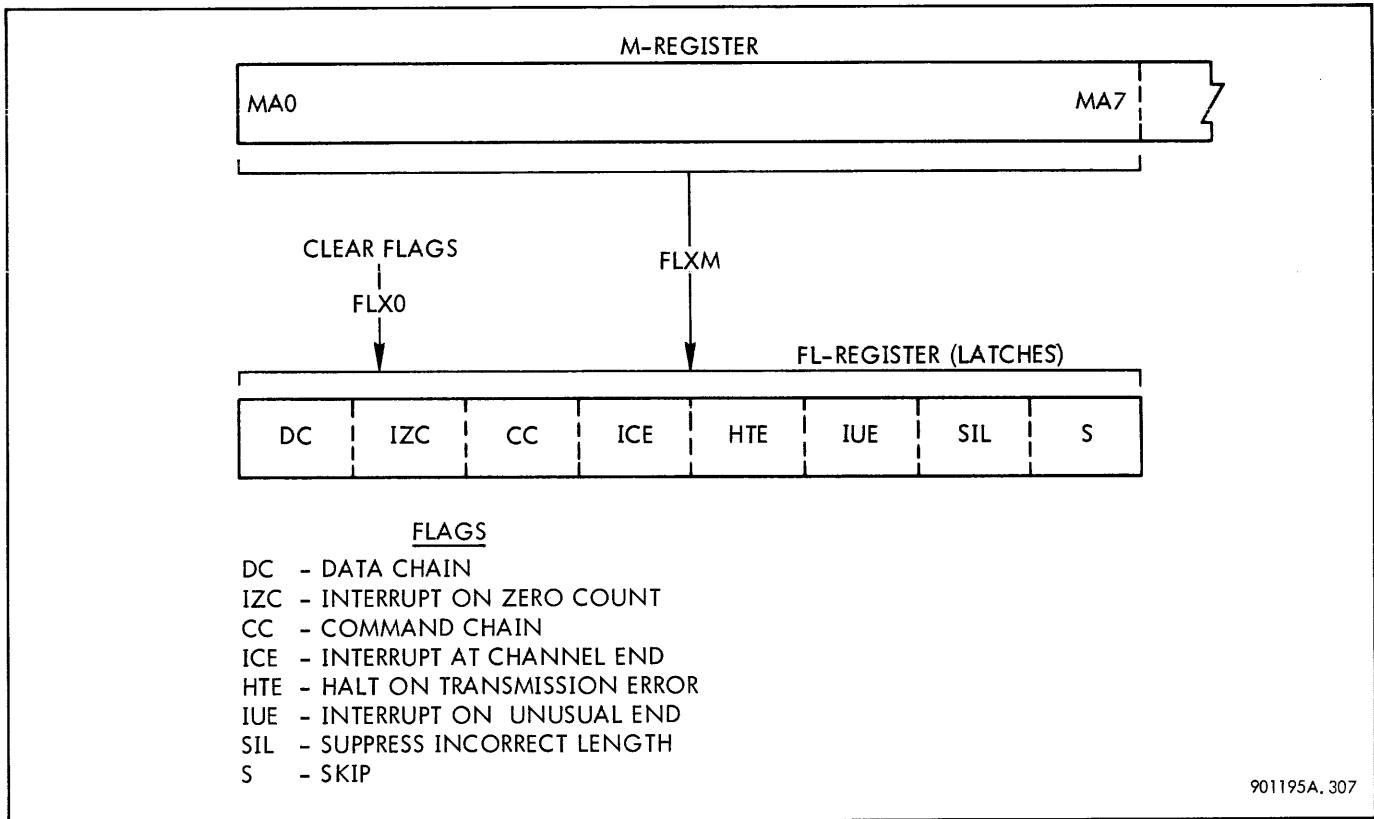 M-REGISTER
MA0 MA7
CLEAR FLAGS
FLX0
FLXM
FL-REGISTER (LATCHES)
DC IZC CC ICE HTE IUE SIL S
FLAGS
DC - DATA CHAIN
IZC - INTERRUPT ON ZERO COUNT
CC - COMMAND CHAIN
ICE - INTERRUPT AT CHANNEL END
HTE - HALT ON TRANSMISSION ERROR
IUE - INTERRUPT ON UNUSUAL END
SIL - SUPPRESS INCORRECT LENGTH
S - SKIP
901195A. 307